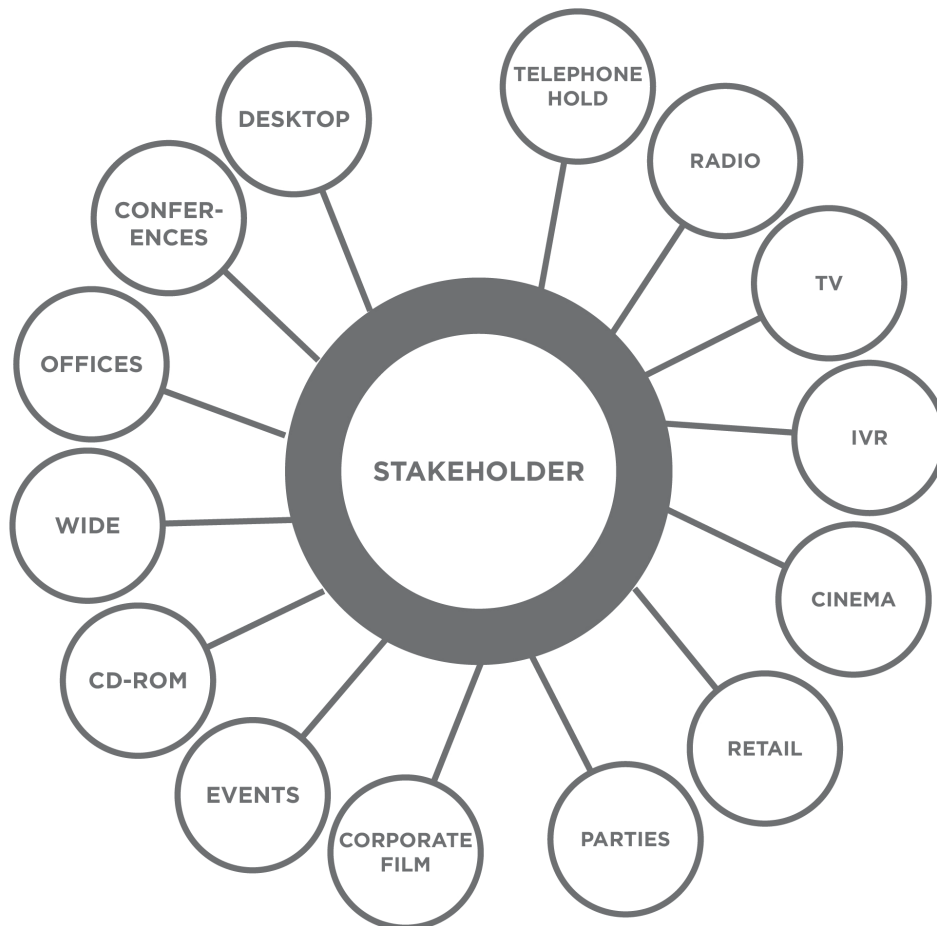 TELEPHONE
HOLD
DESKTOP
RADIO
CONFER-
ENCES
TV
OFFICES
IVR
STAKEHOLDER
WIDE
CINEMA
CD-ROM
RETAIL
EVENTS
CORPORATE
FILM
PARTIES